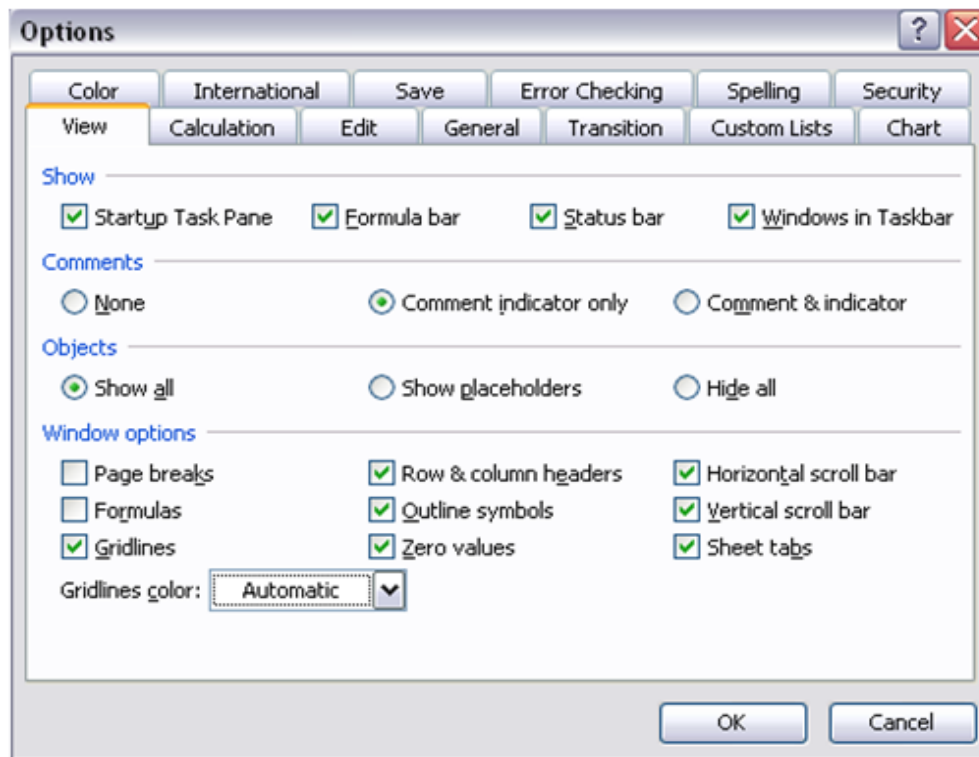 Options
Color International Save Error Checking Spelling Security
View Calculation Edit General Transition Custom Lists Chart
Show
Startup Task Pane Formula bar Status bar Windows in Taskbar
Comments
None Comment indicator only Comment & indicator
Objects
Show all Show placeholders Hide all
Window options
Page breaks Row & column headers Horizontal scroll bar
Formulas Outline symbols Vertical scroll bar
Gridlines Zero values Sheet tabs
Gridlines color: Automatic
OK Cancel